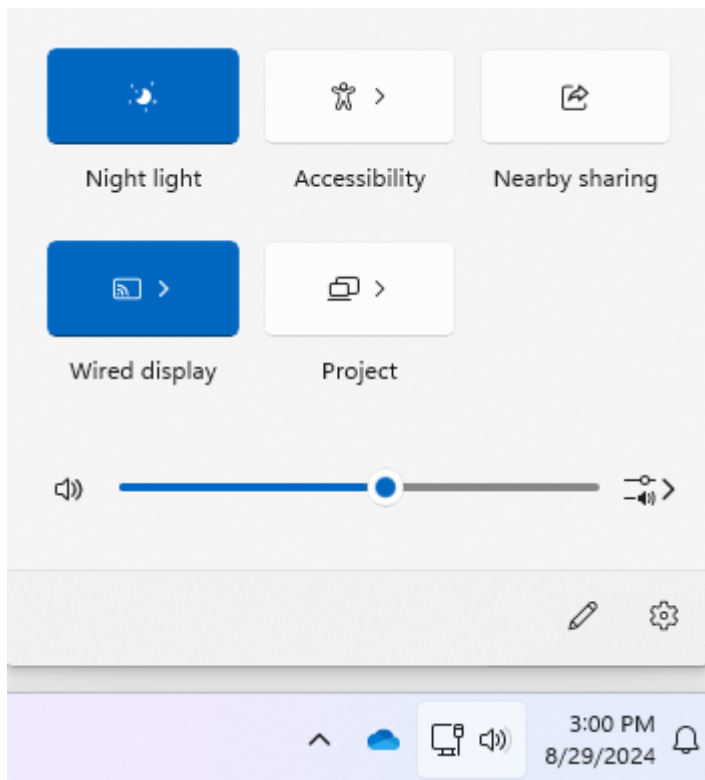 Night light
Accessibility
Nearby sharing
Wired display
Project
3:00 PM
8/29/2024